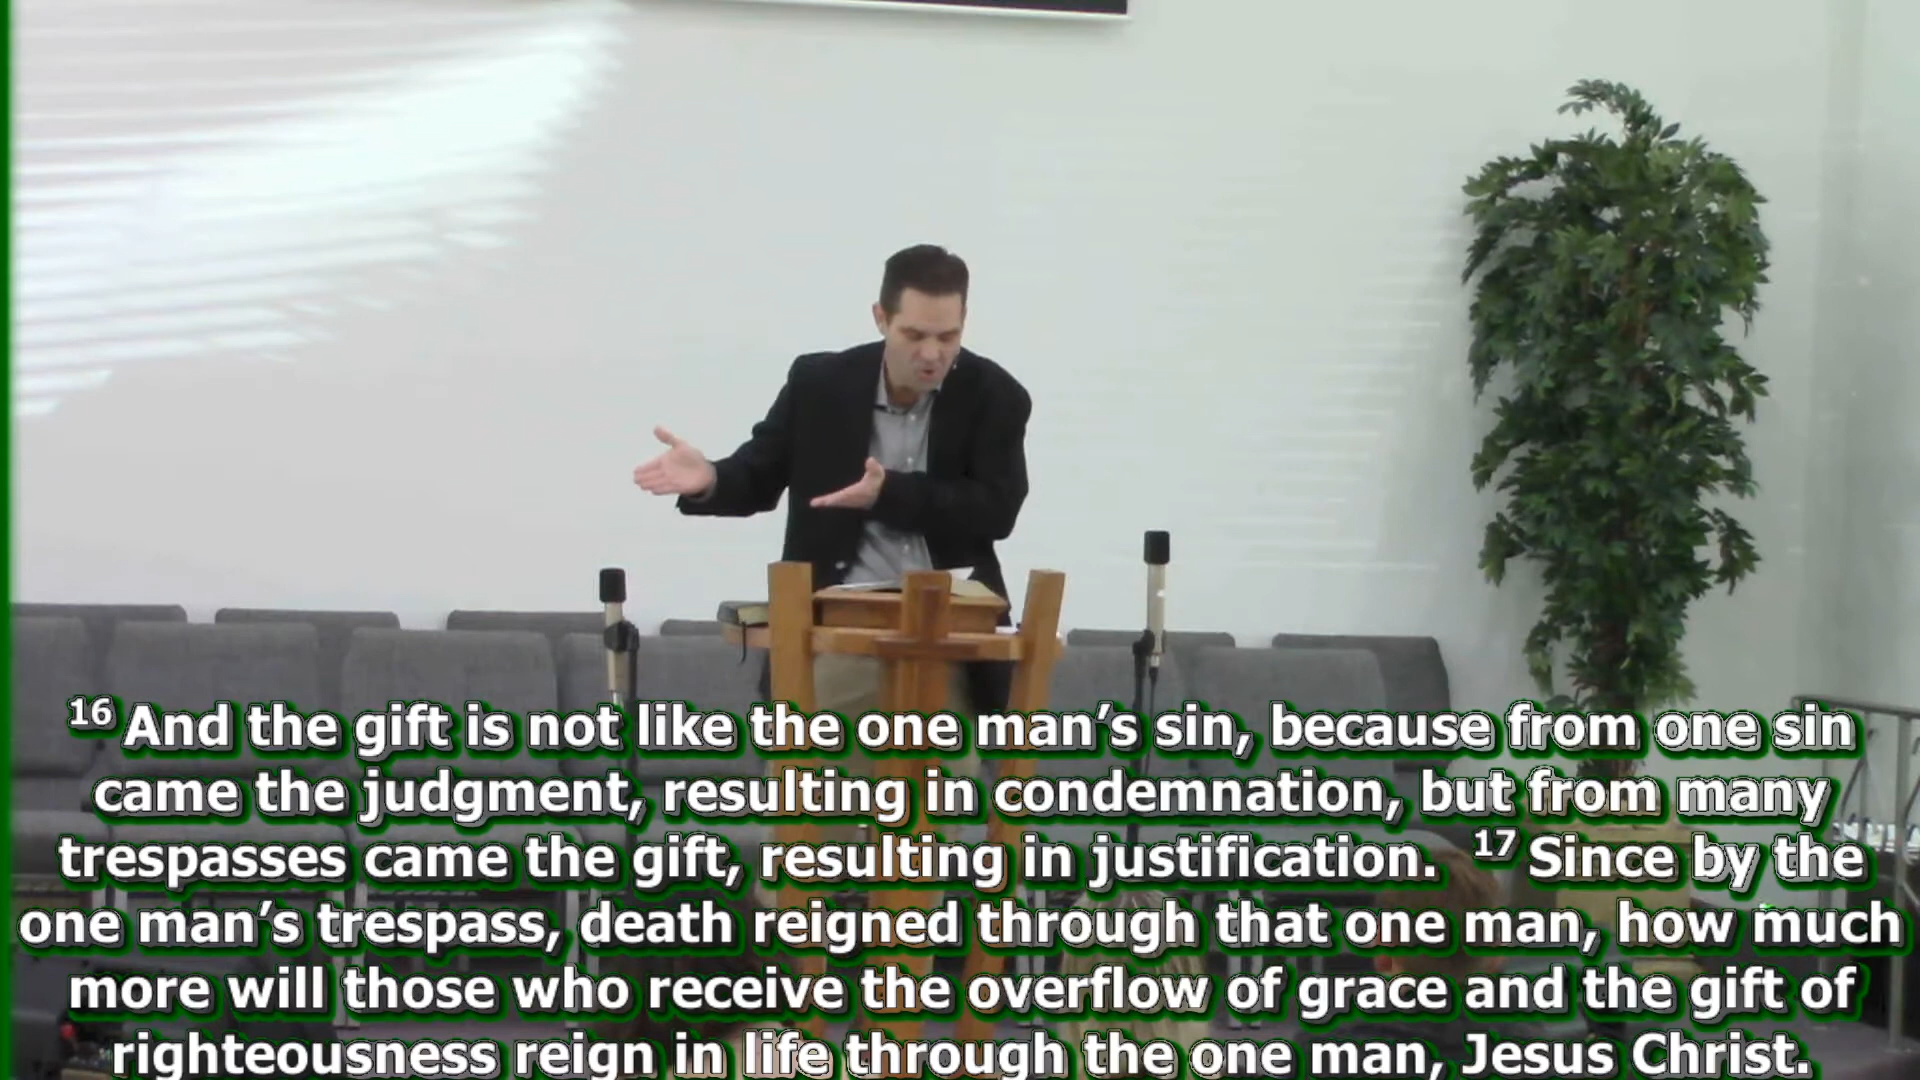 16 And the gift is not like the one man’s sin, because from one sin
came the judgment, resulting in condemnation, but from many
trespasses came the gift, resulting in justification. 17 Since by the
one man’s trespass, death reigned through that one man, how much
more will those who receive the overflow of grace and the gift of
righteousness reign in life through the one man, Jesus Christ.